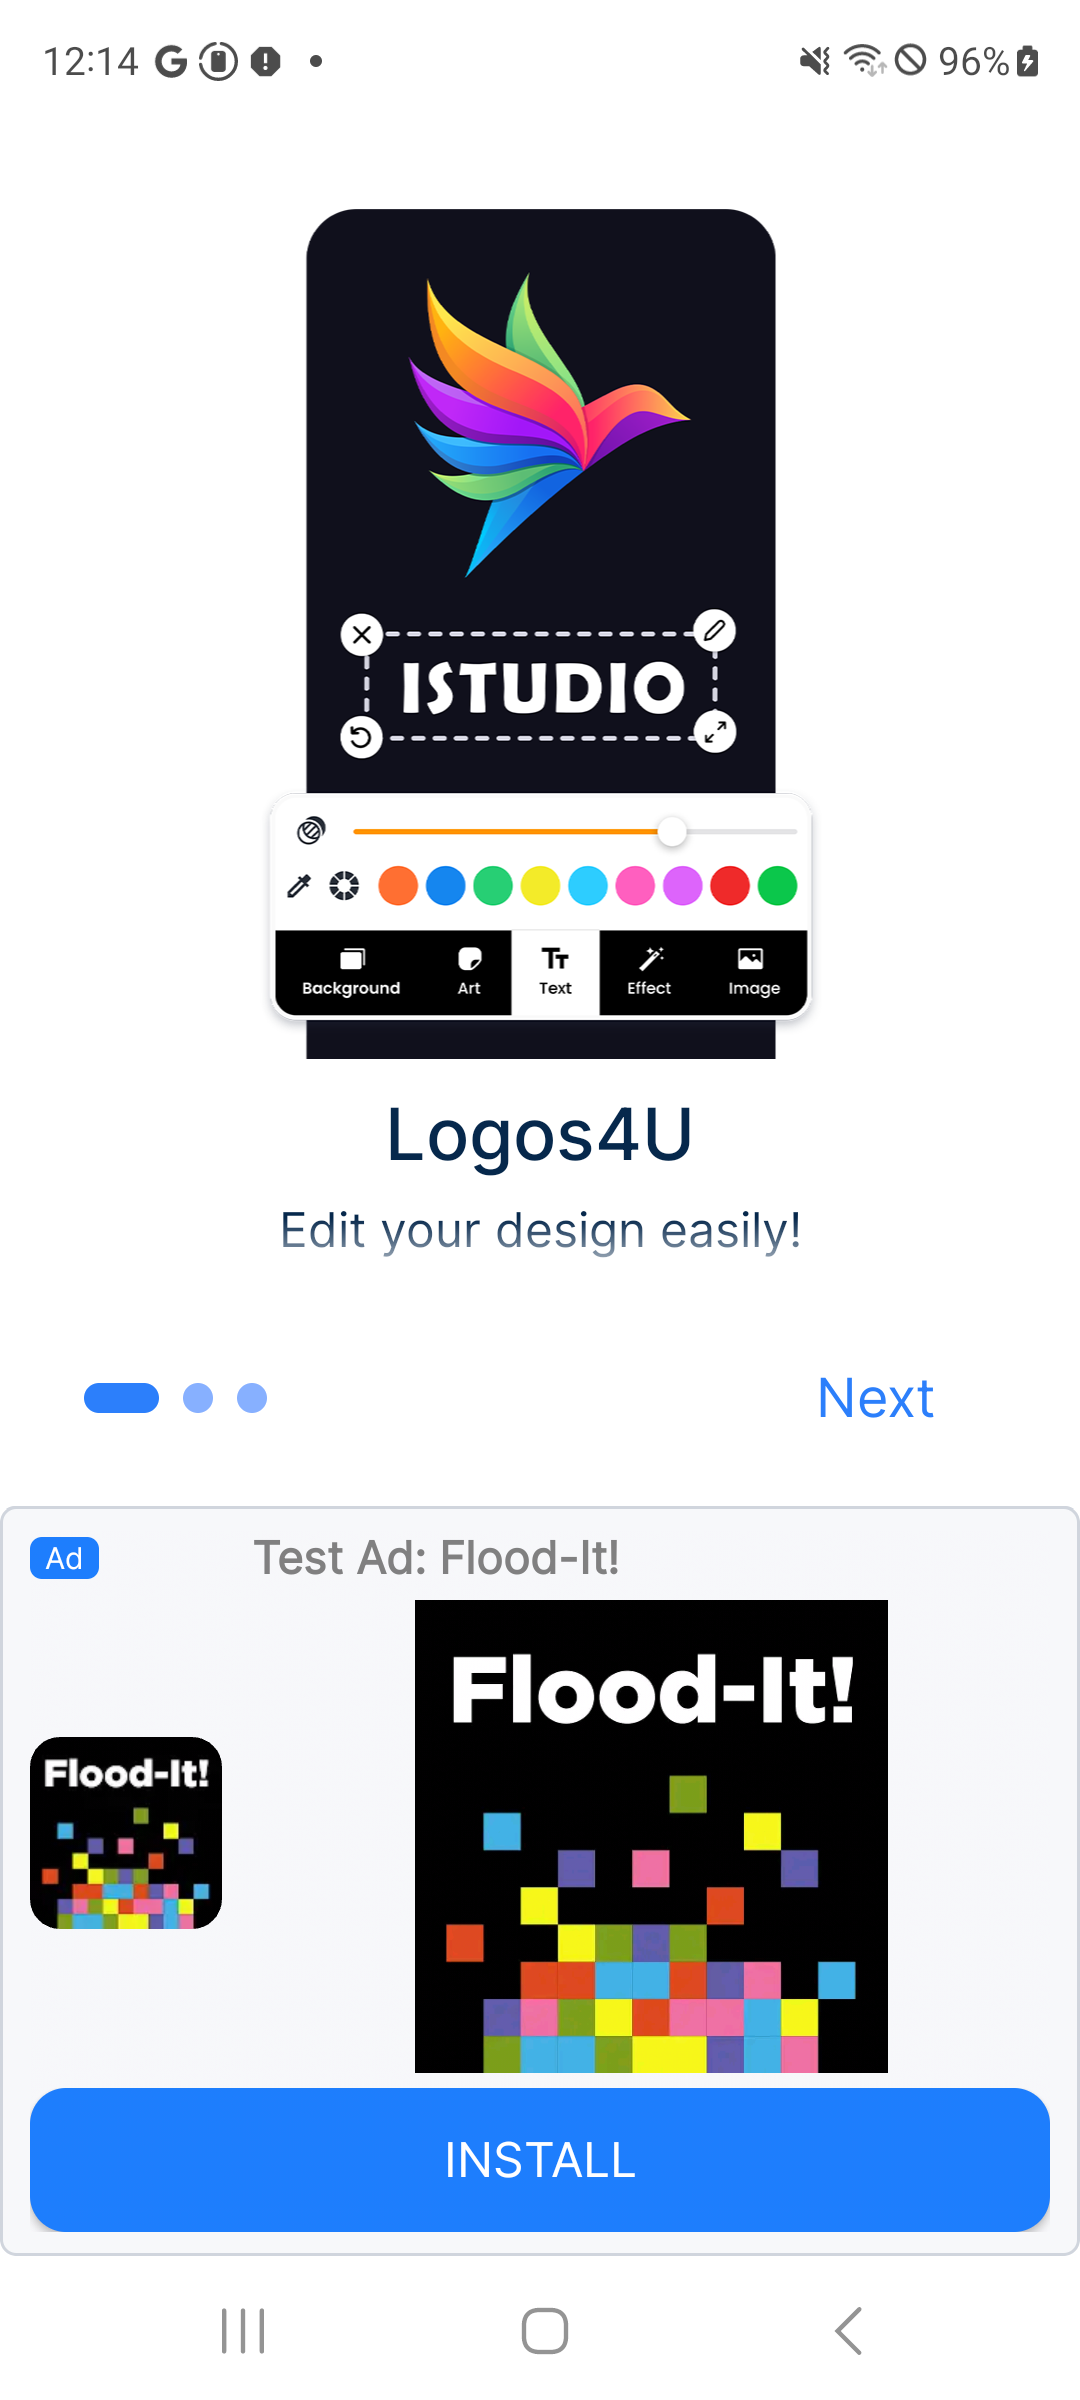 12:14
96%
ISTUDIO
Background Art Text Effect Image
Logos4U
Edit your design easily!
Next
Ad Test Ad: Flood-It!
Flood-It!
Flood-It!
INSTALL